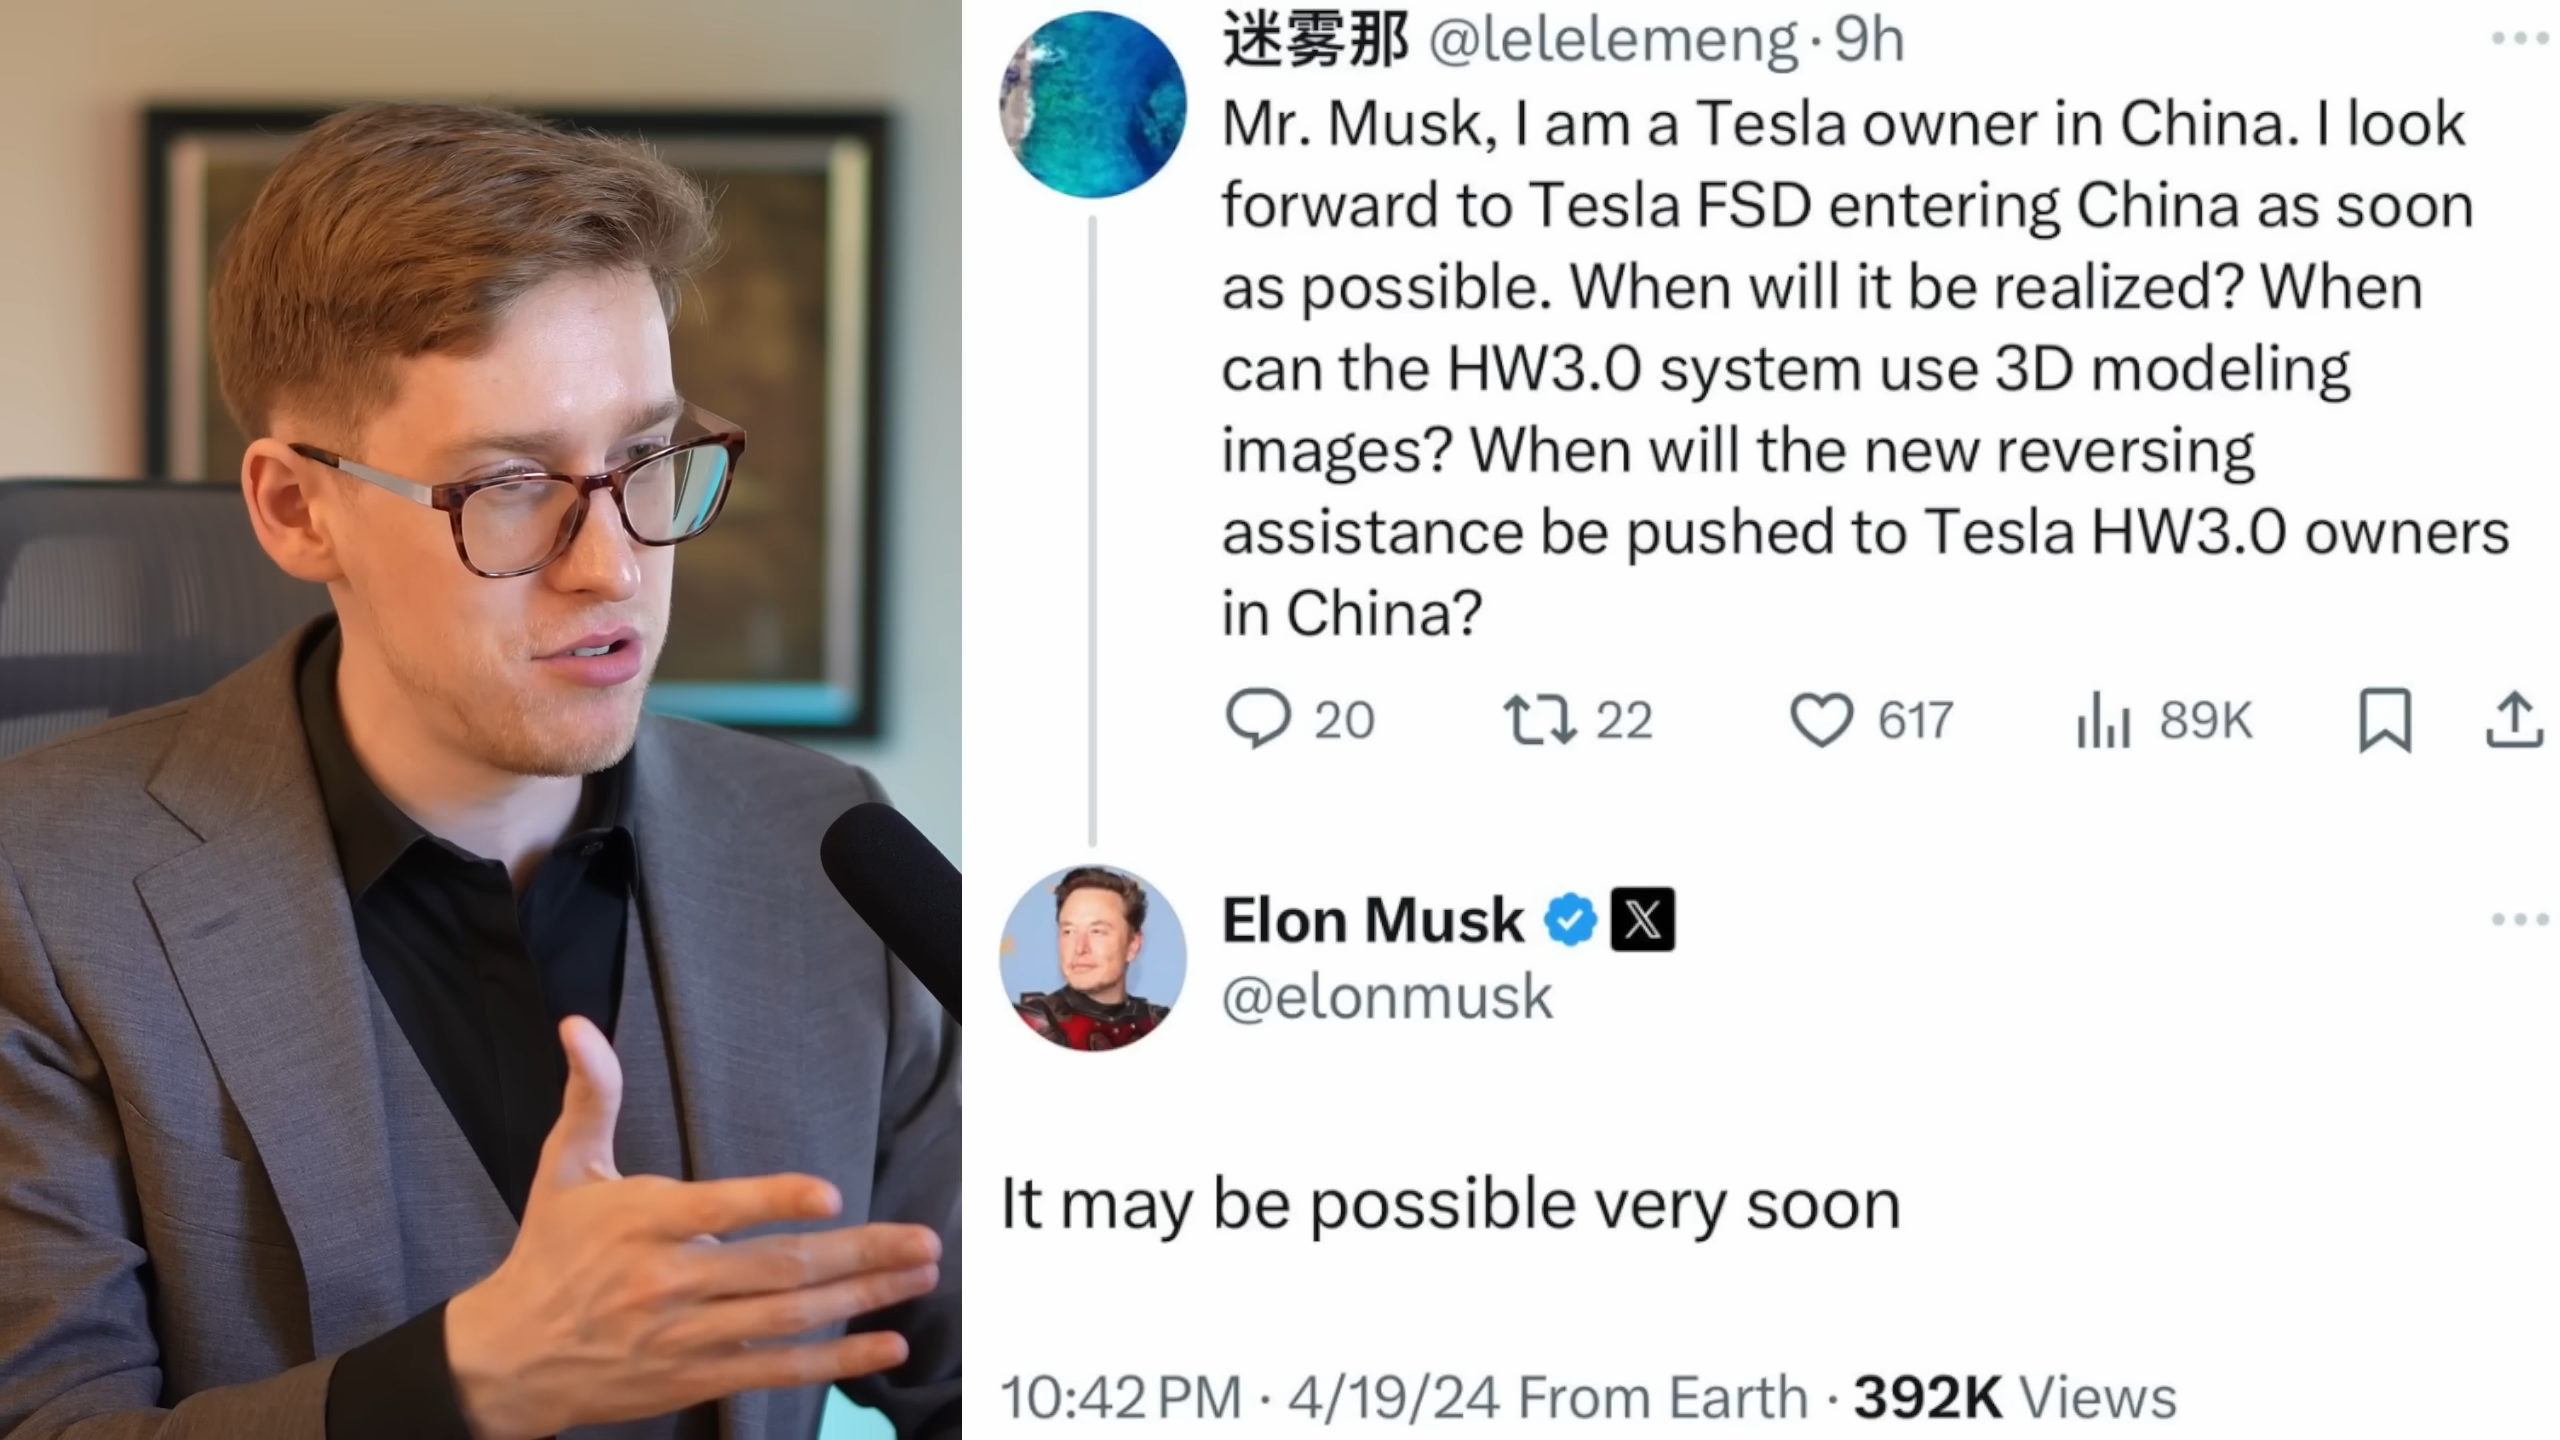 迷雾那 @lelelemeng · 9h
Mr. Musk, I am a Tesla owner in China. I look
forward to Tesla FSD entering China as soon
as possible. When will it be realized? When
can the HW3.0 system use 3D modeling
images? When will the new reversing
assistance be pushed to Tesla HW3.0 owners
in China?
20 22 617 89K
Elon Musk
@elonmusk
It may be possible very soon
10:42 PM · 4/19/24 From Earth · 392K Views